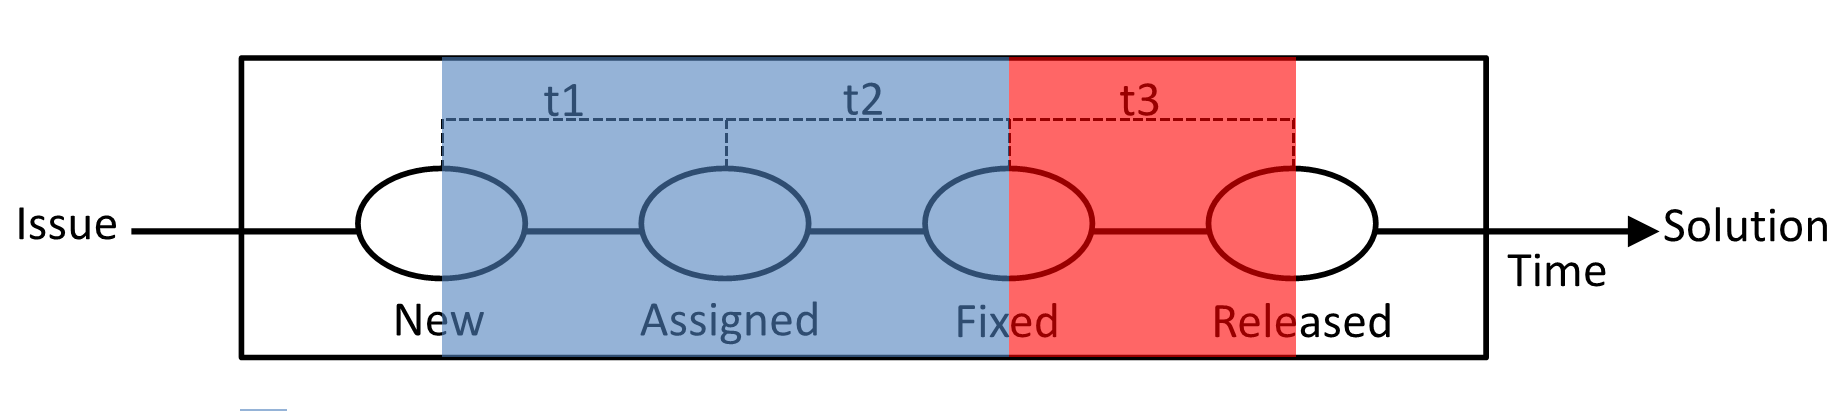 t1 t2 t3
Issue
Solution
Time
New Assigned Fixed Released